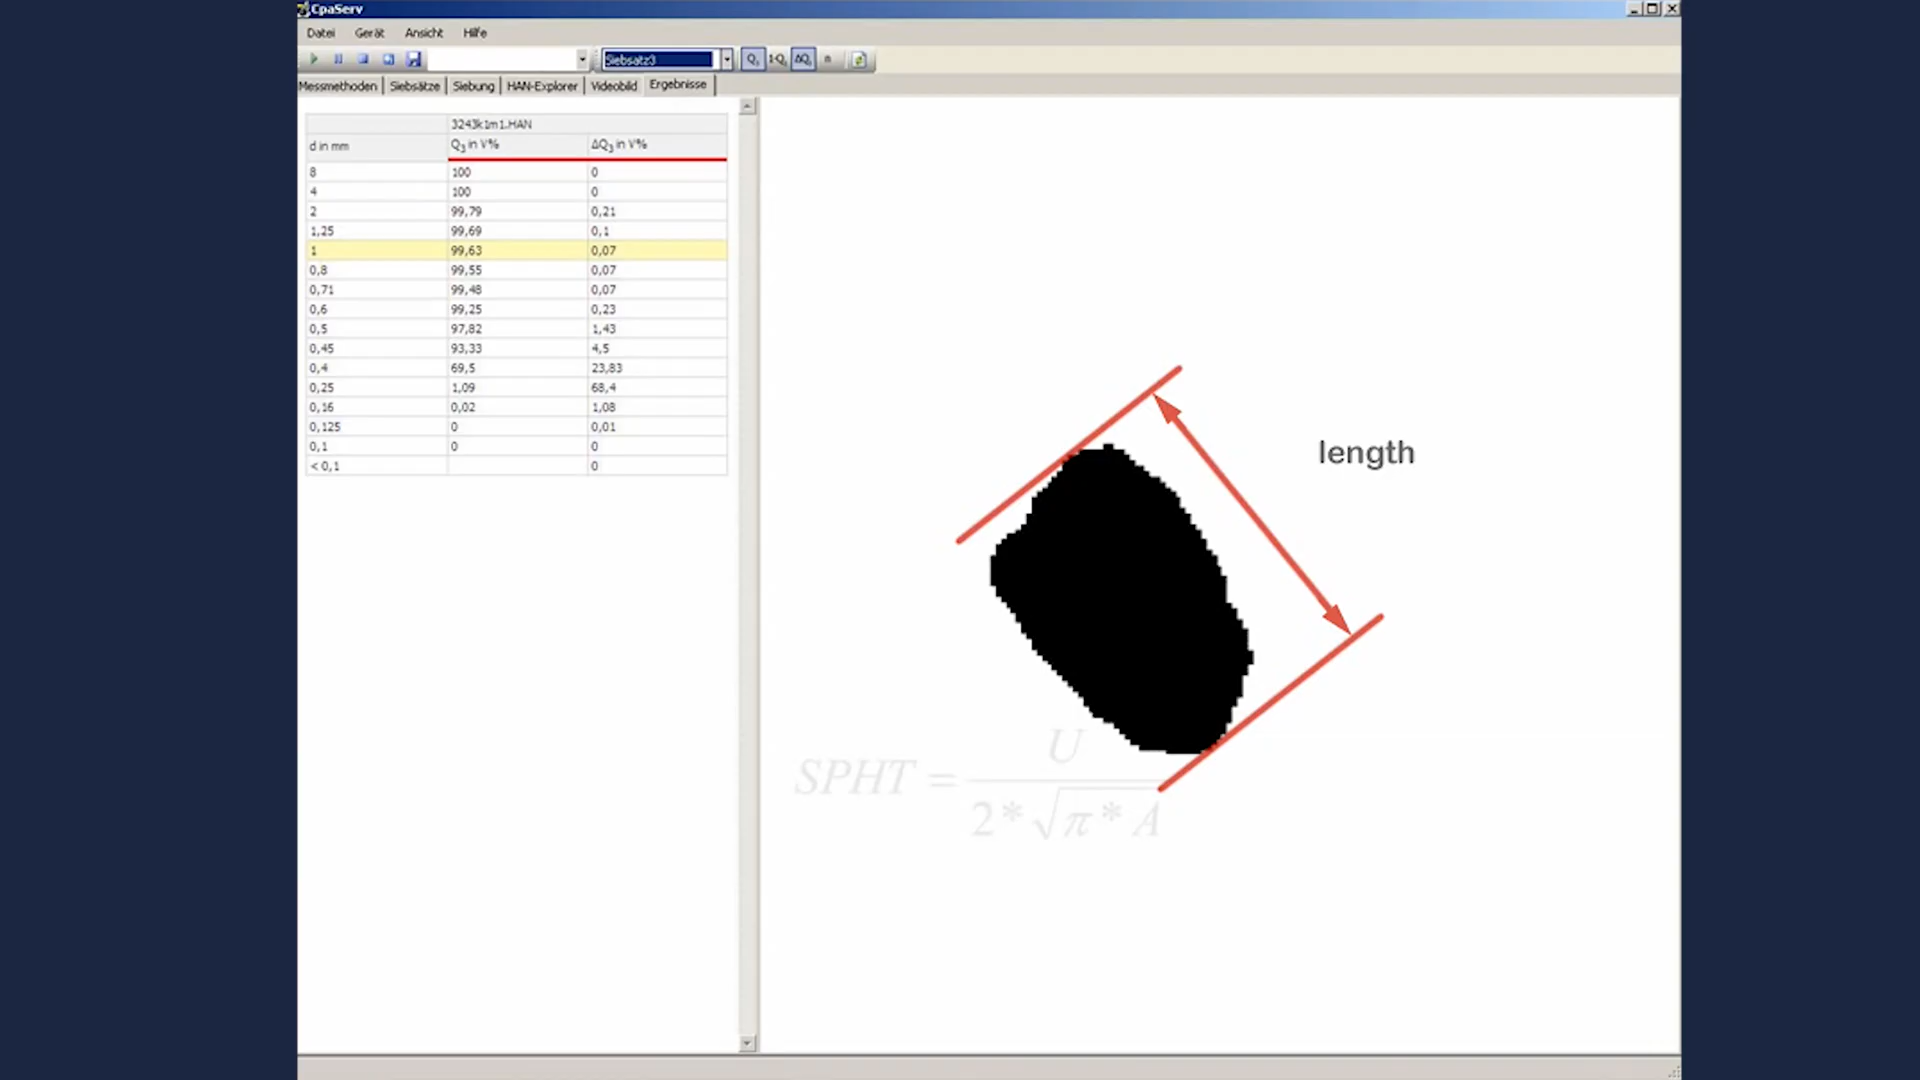 CpaServ
Datei Gerät Ansicht Hilfe
Siebsatz3 Q₃ 1-Q₃ ΔQ₃ n
Messmethoden Siebsätze Siebung HAN-Explorer Videobild Ergebnisse
3243k1m1.HAN
d in mm Q₃ in V% ΔQ₃ in V%
8 100 0
4 100 0
2 99,79 0,21
1,25 99,69 0,1
1 99,63 0,07
0,8 99,55 0,07
0,71 99,48 0,07
0,6 99,25 0,23
0,5 97,82 1,43
0,45 93,33 4,5
0,4 69,5 23,83
0,25 1,09 68,4
0,16 0,02 1,08
0,125 0 0,01
0,1 0 0
< 0,1 0
length
SPHT = U / 2*√π*A